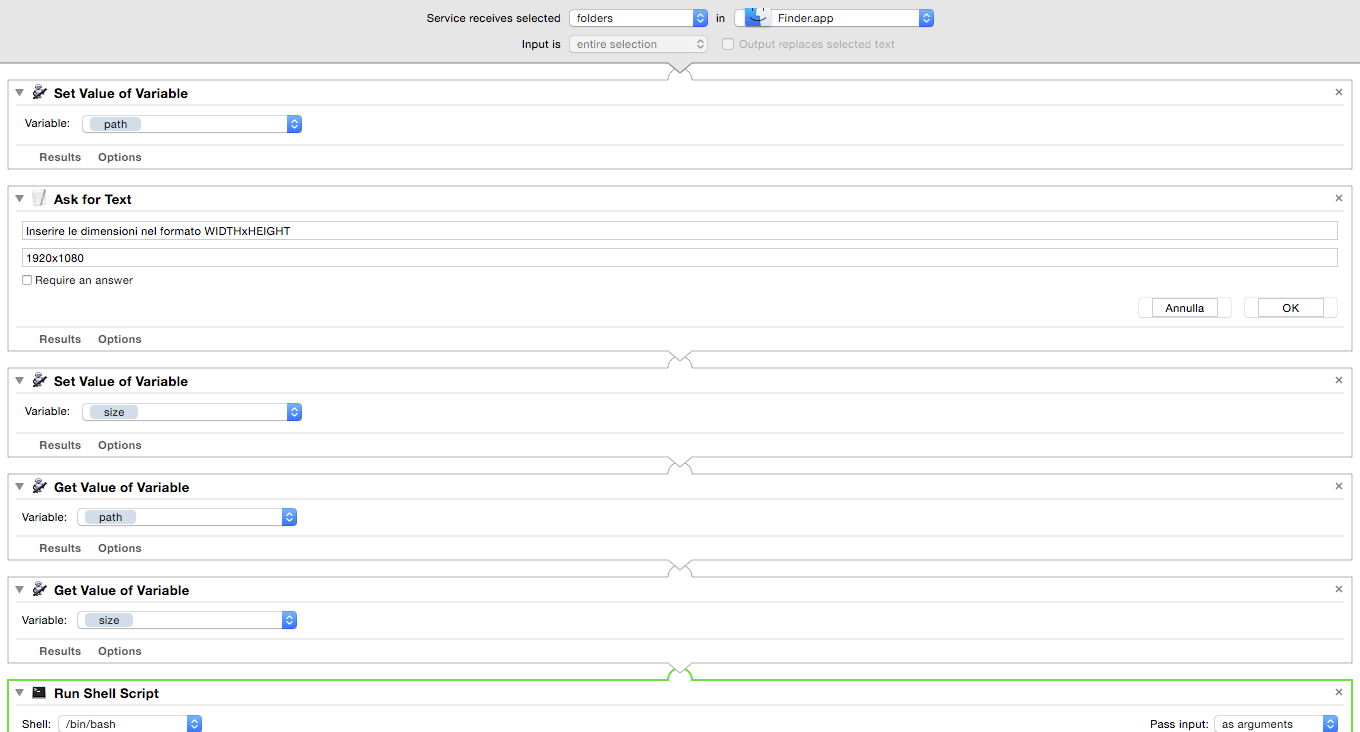 Service receives selected folders in Finder.app
Input is entire selection Output replaces selected text
Set Value of Variable
Variable: path
Results Options
Ask for Text
Inserire le dimensioni nel formato WIDTHxHEIGHT
1920x1080
Require an answer
Annulla OK
Results Options
Set Value of Variable
Variable: size
Results Options
Get Value of Variable
Variable: path
Results Options
Get Value of Variable
Variable: size
Results Options
Run Shell Script
Shell: /bin/bash Pass input: as arguments